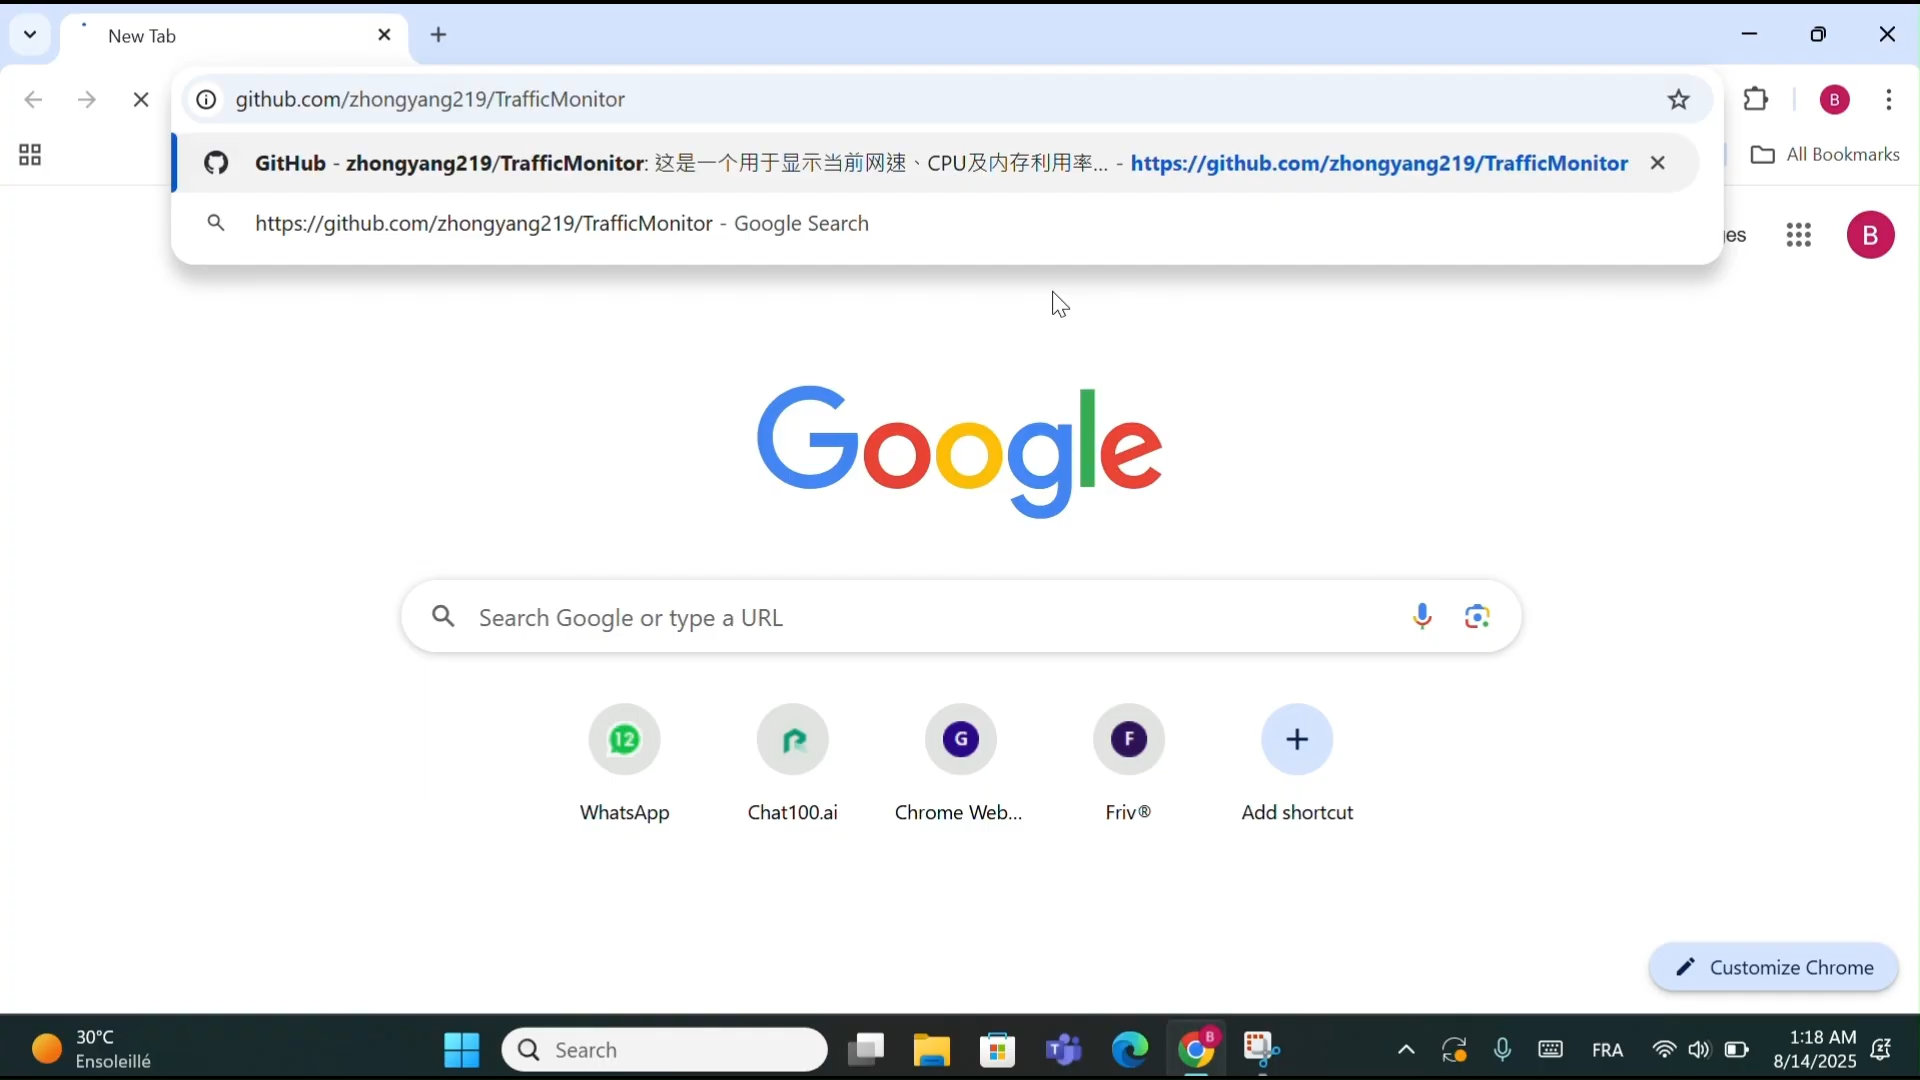 New Tab
github.com/zhongyang219/TrafficMonitor
All Bookmarks
GitHub - zhongyang219/TrafficMonitor: 这是一个用于显示当前网速、CPU及内存利用率... - https://github.com/zhongyang219/TrafficMonitor
https://github.com/zhongyang219/TrafficMonitor - Google Search
B
B
Google
Search Google or type a URL
12
G
F
WhatsApp
Chat100.ai
Chrome Web...
Friv®
Add shortcut
Customize Chrome
30°C
Ensoleillé
Search
B
FRA
1:18 AM
8/14/2025